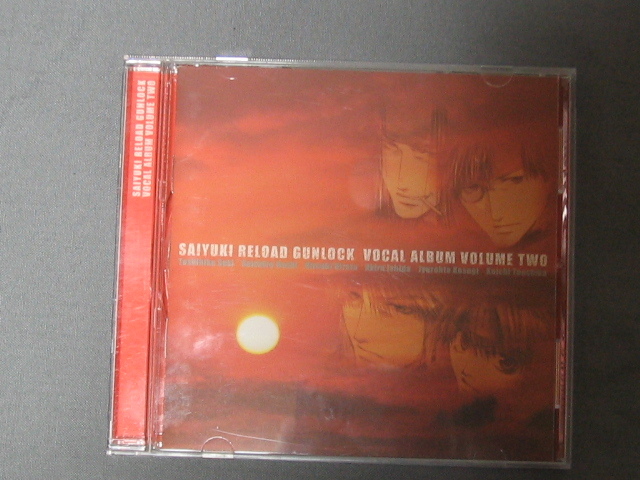 SAIYUKI RELOAD GUNLOCK
VOCAL ALBUM VOLUME TWO
SAIYUKI RELOAD GUNLOCK VOCAL ALBUM VOLUME TWO